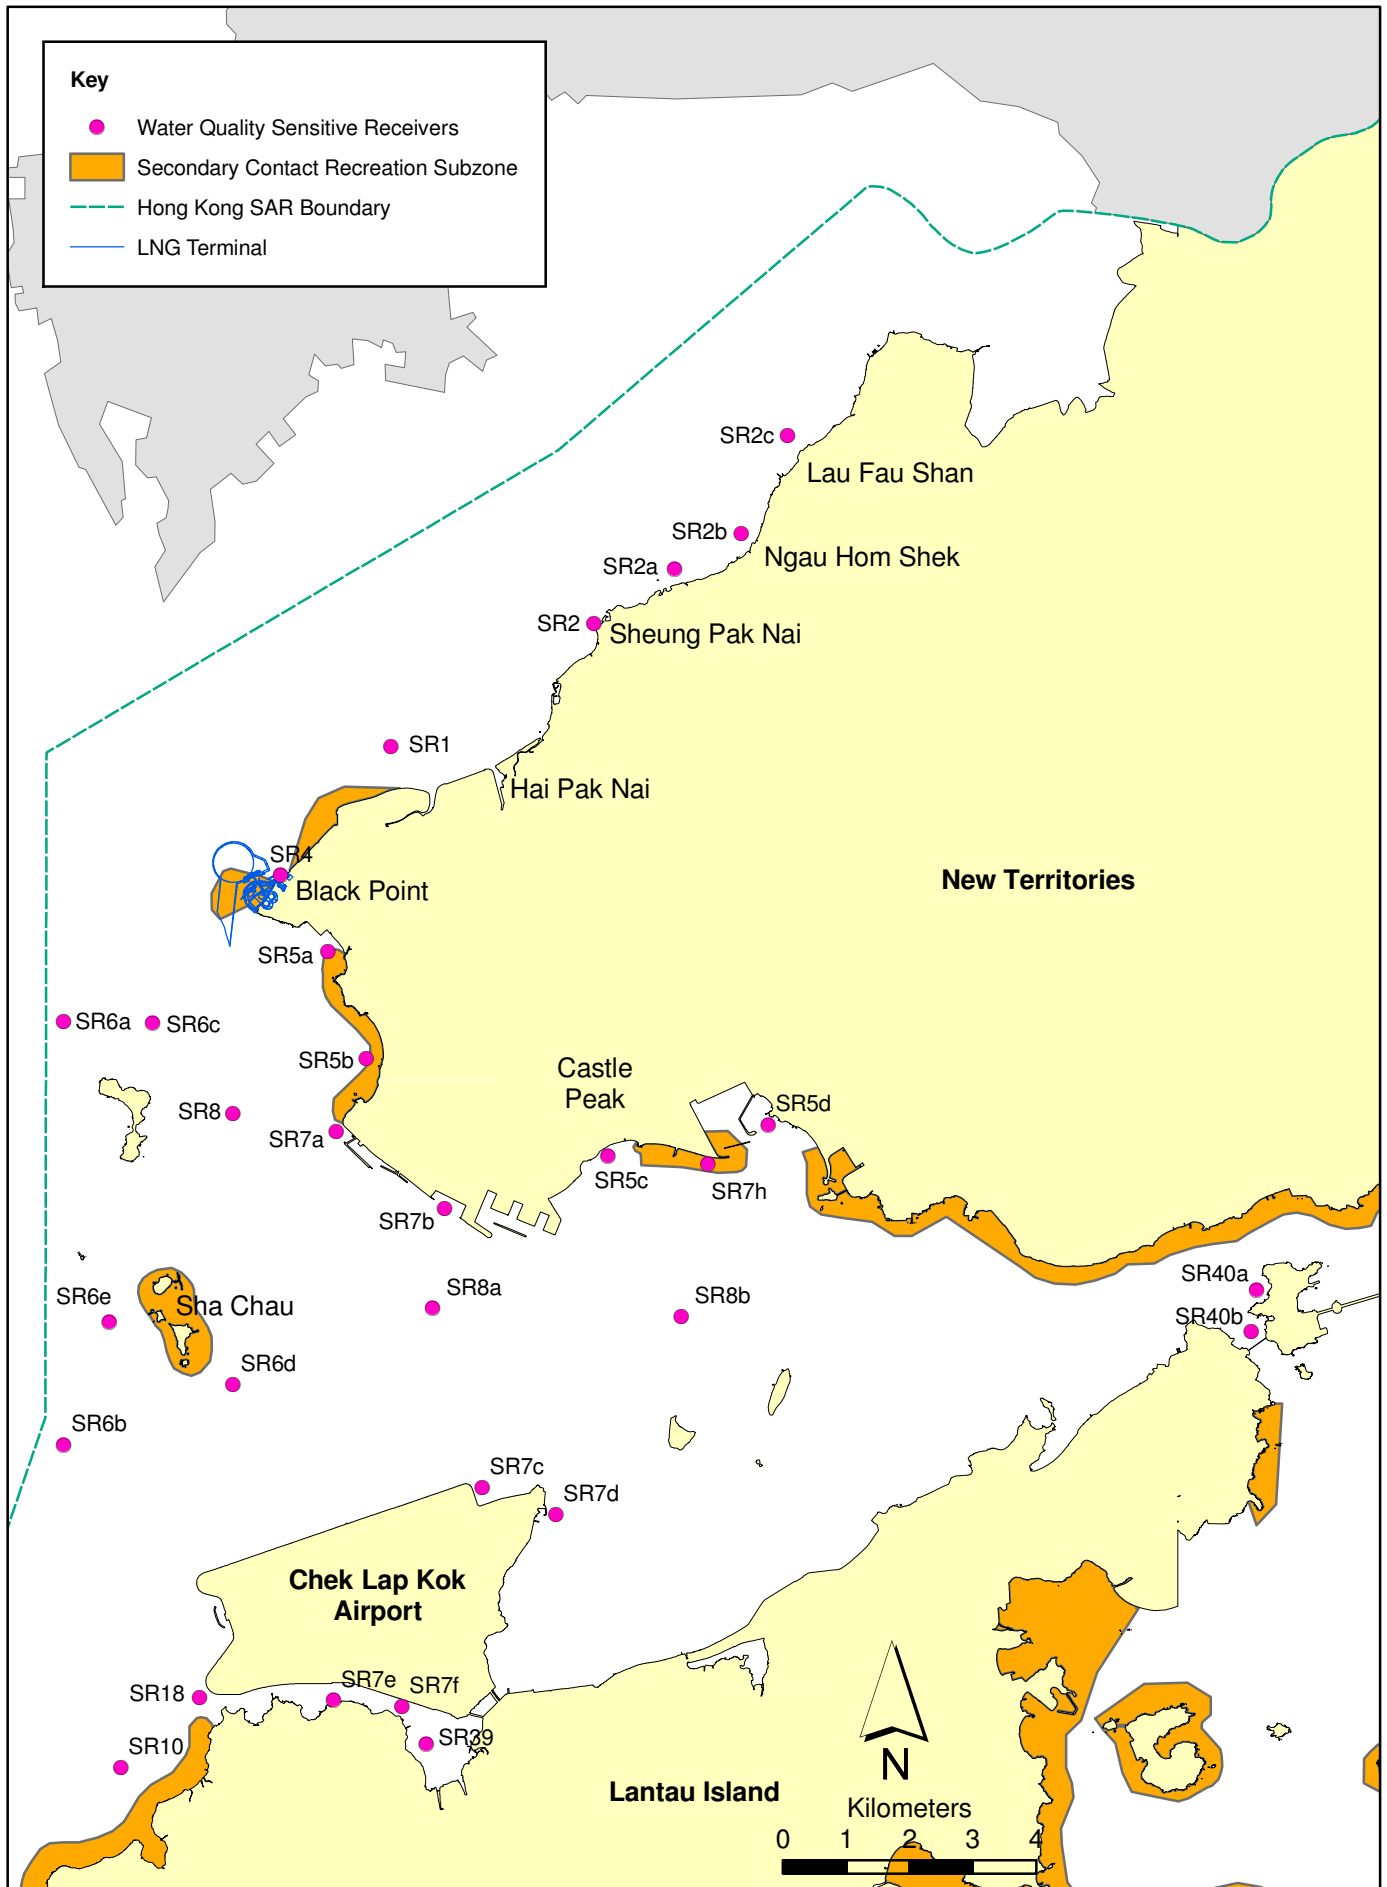 Key
Water Quality Sensitive Receivers
Secondary Contact Recreation Subzone
Hong Kong SAR Boundary
LNG Terminal
SR2c
Lau Fau Shan
SR2b
Ngau Hom Shek
SR2a
SR2
Sheung Pak Nai
SR1
Hai Pak Nai
SR4
Black Point
New Territories
SR5a
SR6a
SR6c
SR5b
Castle
Peak
SR8
SR5d
SR7a
SR5c
SR7h
SR7b
SR40a
SR6e
Sha Chau
SR8a
SR8b
SR40b
SR6d
SR6b
SR7c
SR7d
Chek Lap Kok
Airport
SR18
SR7e
SR7f
SR10
SR39
N
Lantau Island
Kilometers
0 1 2 3 4